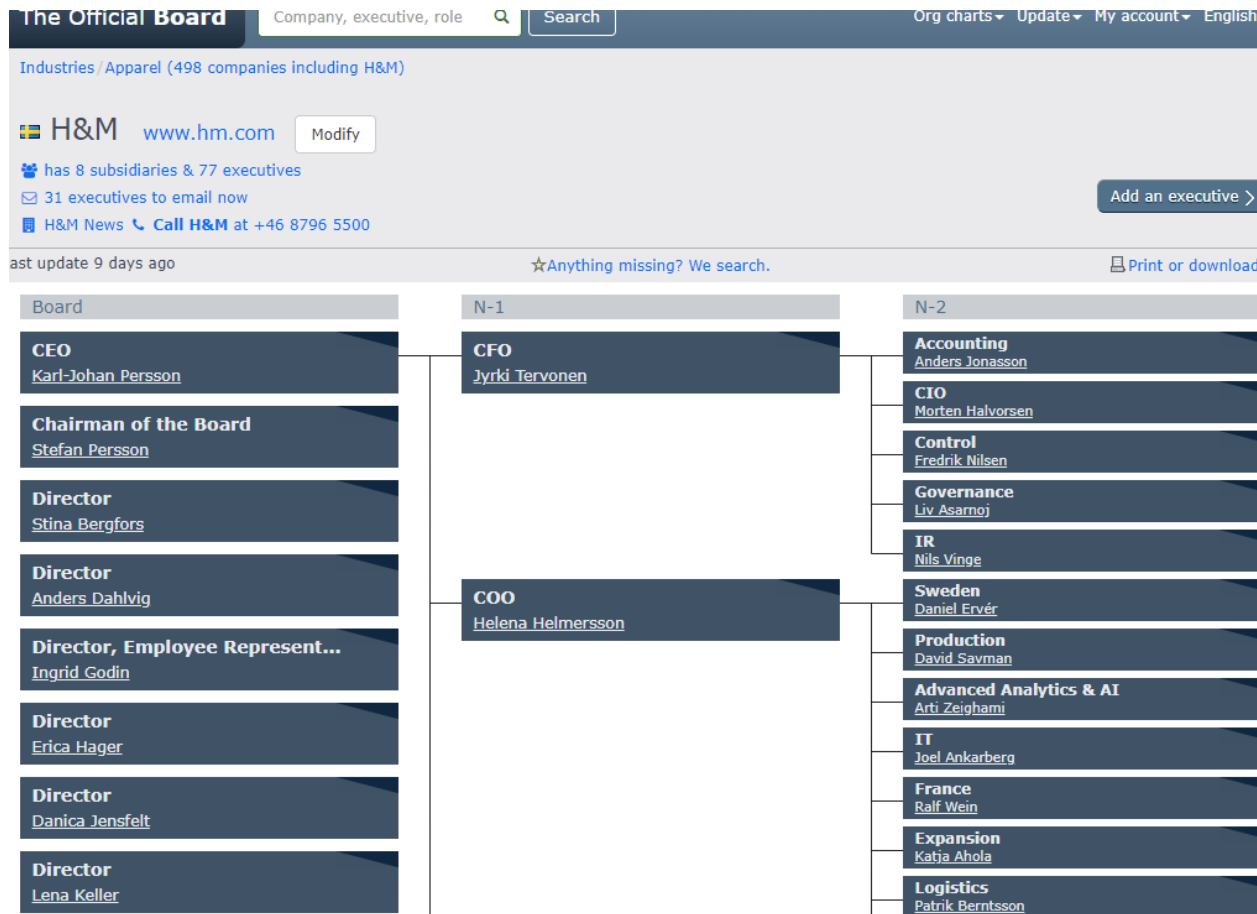 The Official Board
Company, executive, role
Search
Org charts
Update
My account
English
Industries / Apparel (498 companies including H&M)
H&M www.hm.com Modify
has 8 subsidiaries & 77 executives
31 executives to email now
Add an executive
H&M News Call H&M at +46 8796 5500
ast update 9 days ago
Anything missing? We search.
Print or download
Board
CEO
Karl-Johan Persson
Chairman of the Board
Stefan Persson
Director
Stina Bergfors
Director
Anders Dahlvig
Director, Employee Represent...
Ingrid Godin
Director
Erica Hager
Director
Danica Jensfelt
Director
Lena Keller
N-1
CFO
Jyrki Tervonen
COO
Helena Helmersson
N-2
Accounting
Anders Jonasson
CIO
Morten Halvorsen
Control
Fredrik Nilsen
Governance
Liv Asarnoj
IR
Nils Vinge
Sweden
Daniel Ervér
Production
David Savman
Advanced Analytics & AI
Arti Zeighami
IT
Joel Ankarberg
France
Ralf Wein
Expansion
Katja Ahola
Logistics
Patrik Berntsson